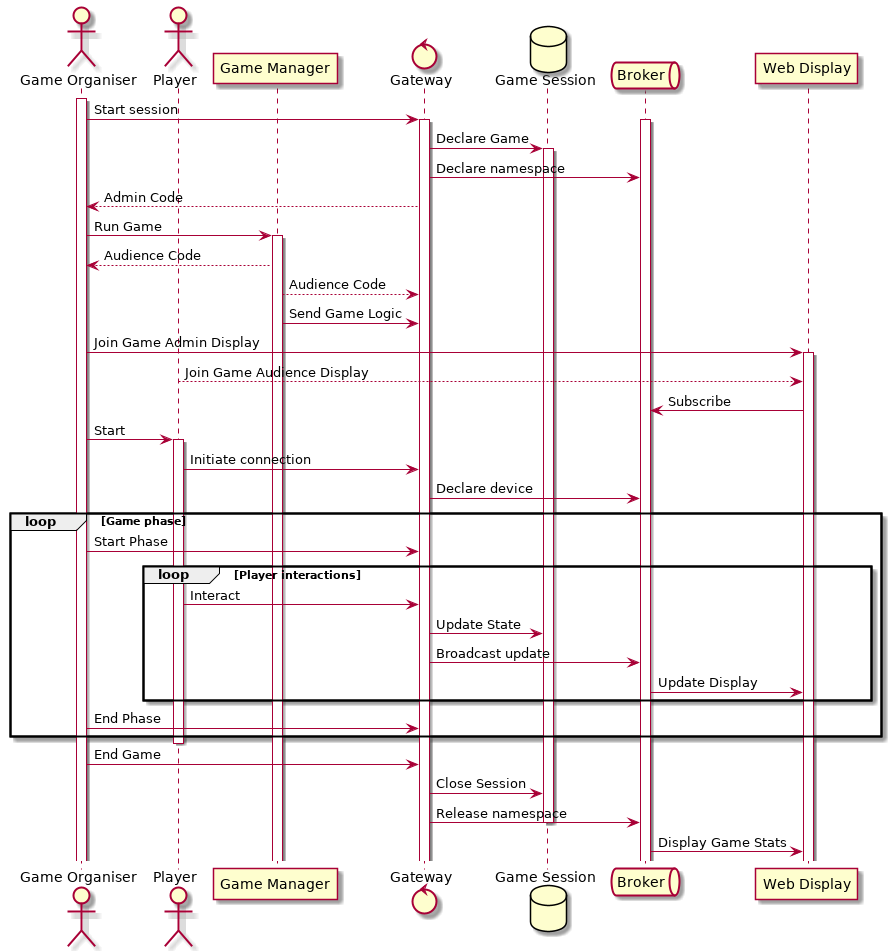 Game Organiser
Player
Game Manager
Gateway
Game Session
Broker
Web Display
Start session
Declare Game
Declare namespace
Admin Code
Run Game
Audience Code
Audience Code
Send Game Logic
Join Game Admin Display
Join Game Audience Display
Subscribe
Start
Initiate connection
Declare device
loop [Game phase]
Start Phase
loop [Player interactions]
Interact
Update State
Broadcast update
Update Display
End Phase
End Game
Close Session
Release namespace
Display Game Stats
Game Organiser
Player
Game Manager
Gateway
Game Session
Broker
Web Display